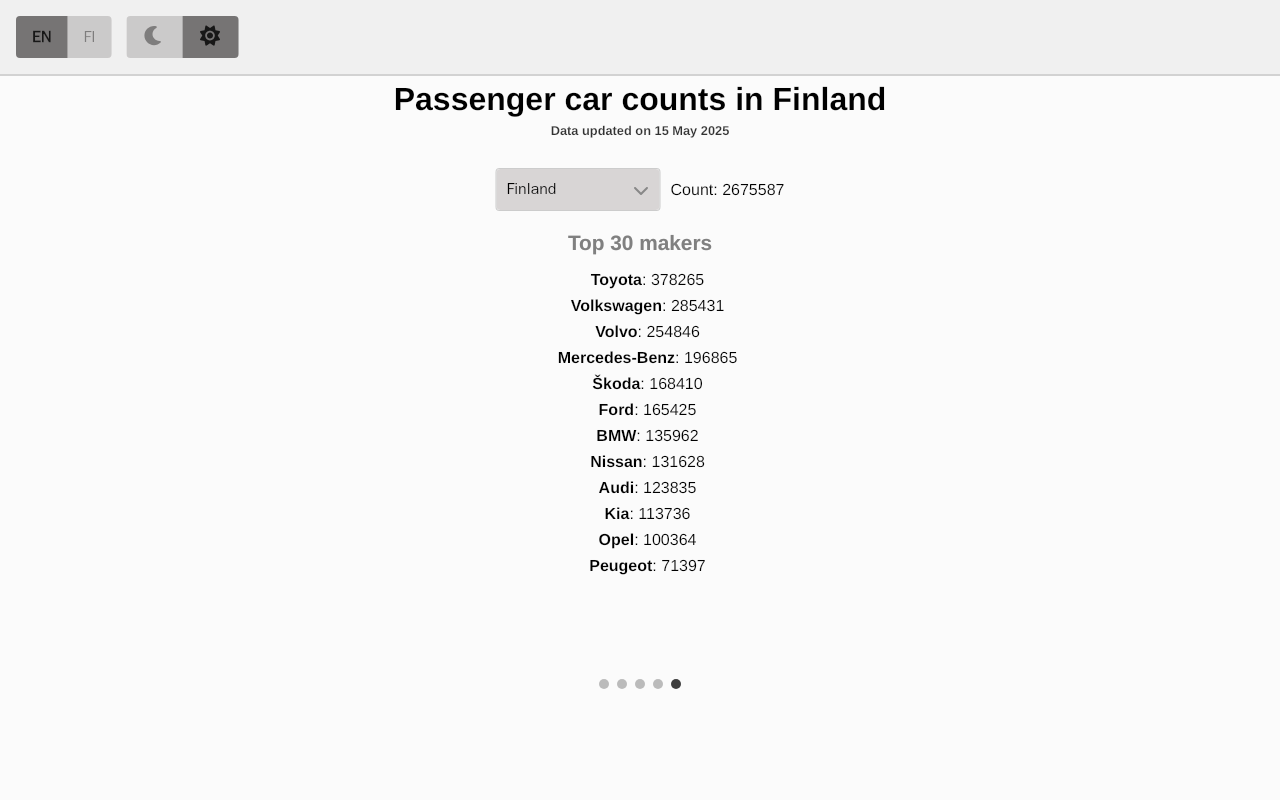 EN FI
Passenger car counts in Finland
Data updated on 15 May 2025
Finland Count: 2675587
Top 30 makers
Toyota: 378265
Volkswagen: 285431
Volvo: 254846
Mercedes-Benz: 196865
Škoda: 168410
Ford: 165425
BMW: 135962
Nissan: 131628
Audi: 123835
Kia: 113736
Opel: 100364
Peugeot: 71397